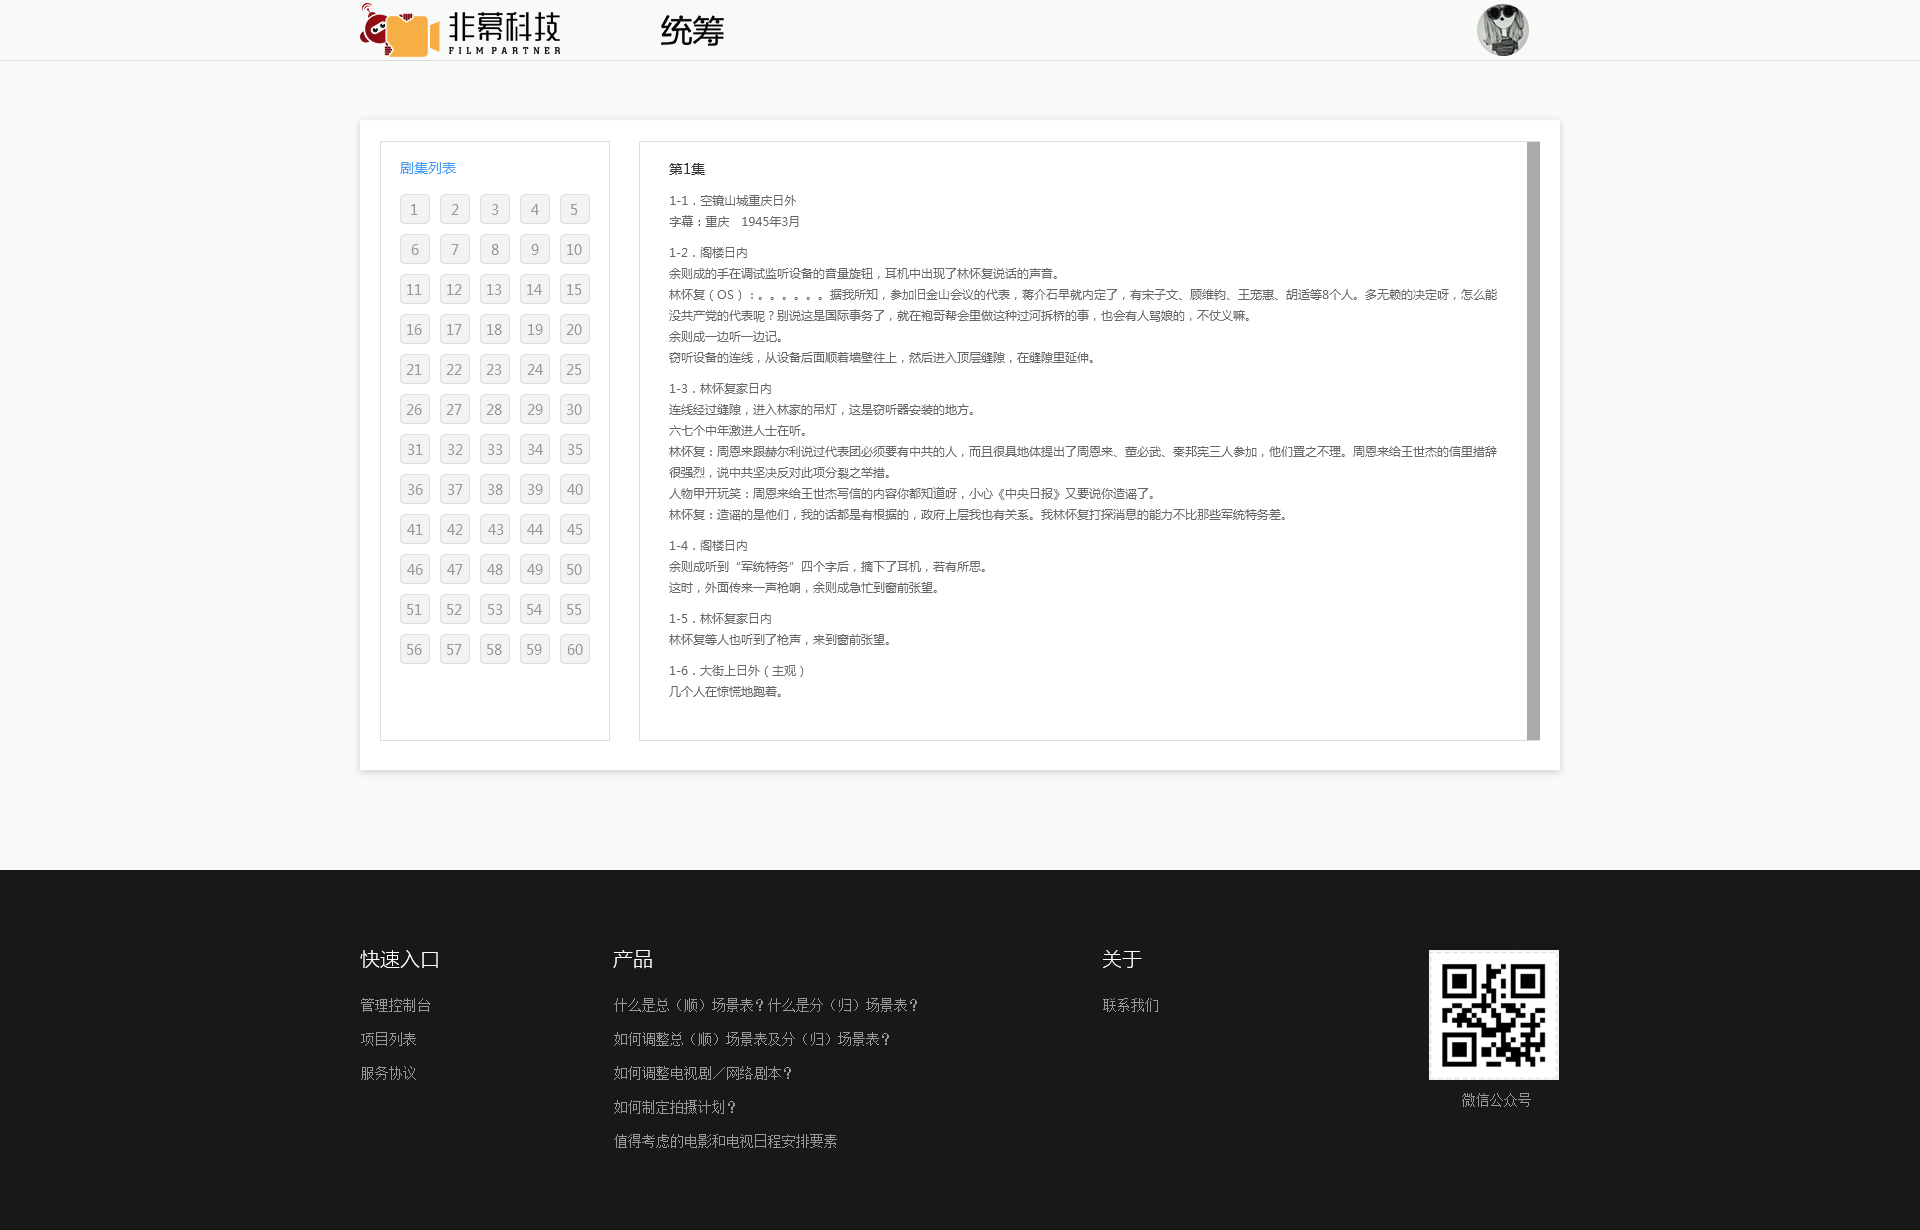 非幕科技
FILM PARTNER
统筹
剧集列表
1 2 3 4 5
6 7 8 9 10
11 12 13 14 15
16 17 18 19 20
21 22 23 24 25
26 27 28 29 30
31 32 33 34 35
36 37 38 39 40
41 42 43 44 45
46 47 48 49 50
51 52 53 54 55
56 57 58 59 60
第1集
1-1．空镜山城重庆日外
字幕：重庆　1945年3月
1-2．阁楼日内
余则成的手在调试监听设备的音量旋钮，耳机中出现了林怀复说话的声音。
林怀复（OS）：。。。。。。据我所知，参加旧金山会议的代表，蒋介石早就内定了，有宋子文、顾维钧、王宠惠、胡适等8个人。多无赖的决定呀，怎么能
没共产党的代表呢？别说这是国际事务了，就在袍哥帮会里做这种过河拆桥的事，也会有人骂娘的，不仗义嘛。
余则成一边听一边记。
窃听设备的连线，从设备后面顺着墙壁往上，然后进入顶层缝隙，在缝隙里延伸。
1-3．林怀复家日内
连线经过缝隙，进入林家的吊灯，这是窃听器安装的地方。
六七个中年激进人士在听。
林怀复：周恩来跟赫尔利说过代表团必须要有中共的人，而且很具地体提出了周恩来、董必武、秦邦宪三人参加，他们置之不理。周恩来给王世杰的信里措辞
很强烈，说中共坚决反对此项分裂之举措。
人物甲开玩笑：周恩来给王世杰写信的内容你都知道呀，小心《中央日报》又要说你造谣了。
林怀复：造谣的是他们，我的话都是有根据的，政府上层我也有关系。我林怀复打探消息的能力不比那些军统特务差。
1-4．阁楼日内
余则成听到“军统特务”四个字后，摘下了耳机，若有所思。
这时，外面传来一声枪响，余则成急忙到窗前张望。
1-5．林怀复家日内
林怀复等人也听到了枪声，来到窗前张望。
1-6．大街上日外（主观）
几个人在惊慌地跑着。
快速入口
管理控制台
项目列表
服务协议
产品
什么是总（顺）场景表？什么是分（归）场景表？
如何调整总（顺）场景表及分（归）场景表？
如何调整电视剧／网络剧本？
如何制定拍摄计划？
值得考虑的电影和电视日程安排要素
关于
联系我们
微信公众号